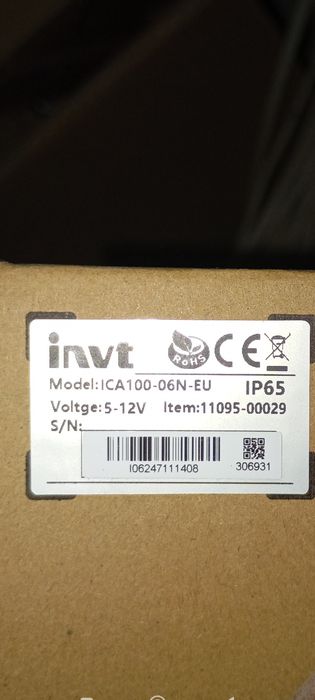 invt RoHS CE
Model:ICA100-06N-EU IP65
Voltge:5-12V Item:11095-00029
S/N:
I06247111408 306931